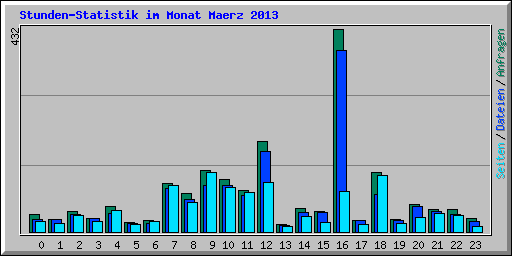 Stunden-Statistik im Monat Maerz 2013
432
Seiten / Dateien / Anfragen
0 1 2 3 4 5 6 7 8 9 10 11 12 13 14 15 16 17 18 19 20 21 22 23